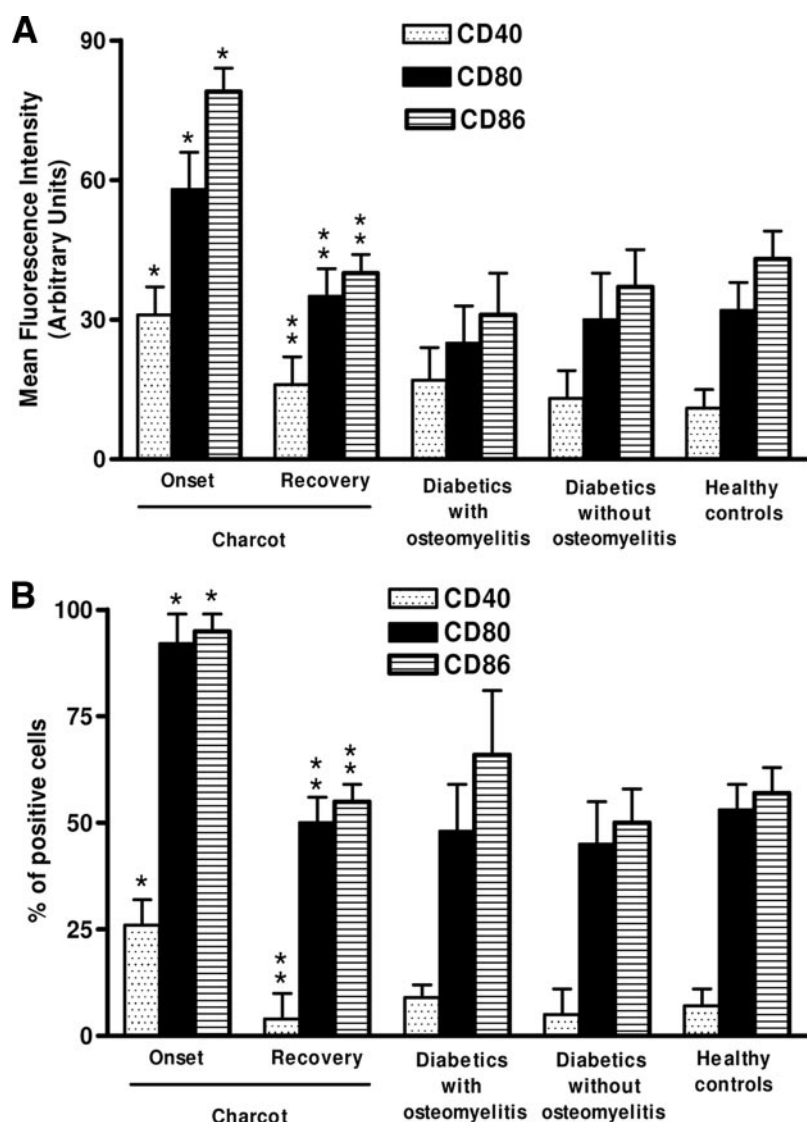 A
90
60
30
0
Mean Fluorescence Intensity
(Arbitrary Units)
CD40
CD80
CD86
*
*
*
*
*
*
*
*
*
Onset
Recovery
Charcot
Diabetics
with
osteomyelitis
Diabetics
without
osteomyelitis
Healthy
controls
B
100
75
50
25
0
% of positive cells
CD40
CD80
CD86
*
*
*
*
*
*
*
*
*
Onset
Recovery
Charcot
Diabetics
with
osteomyelitis
Diabetics
without
osteomyelitis
Healthy
controls